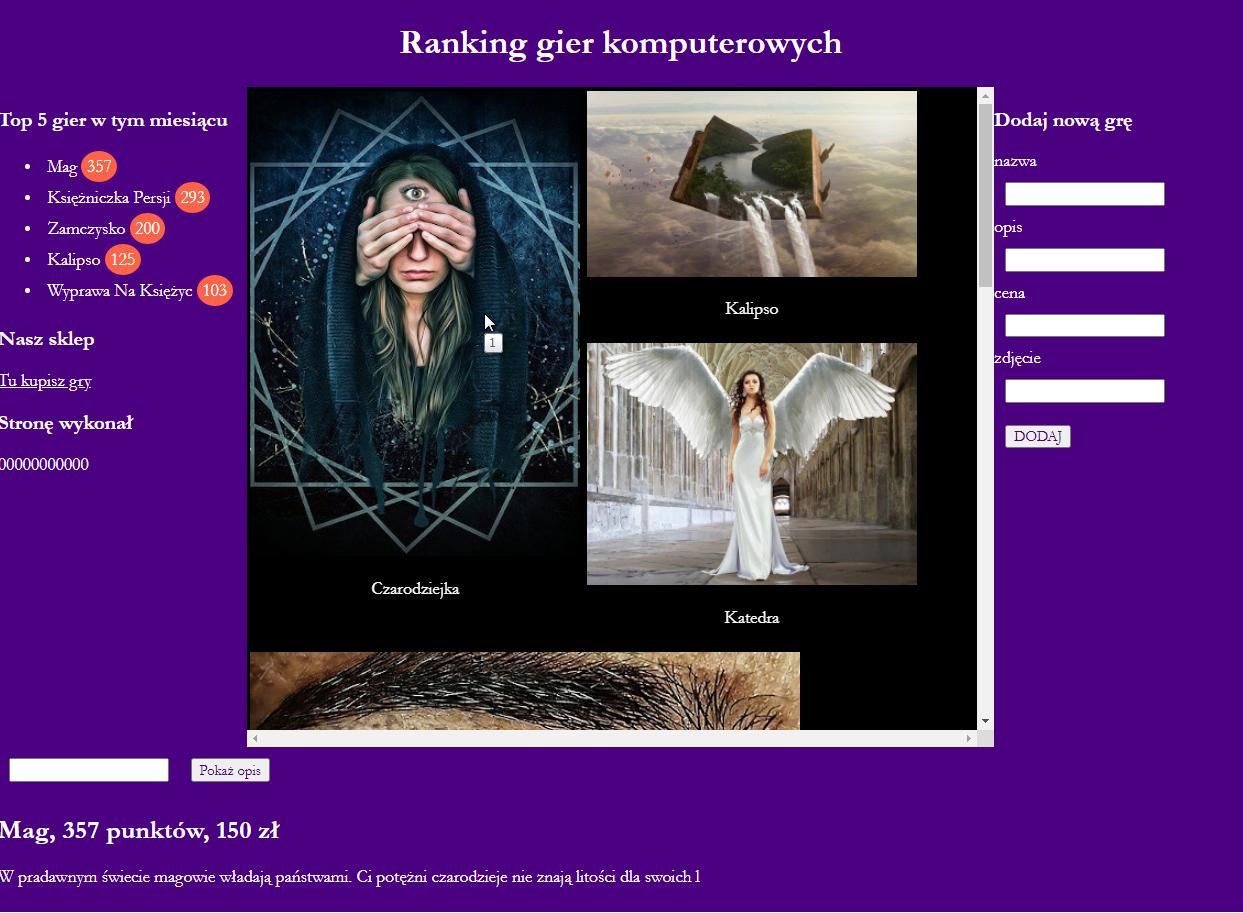 Ranking gier komputerowych
Top 5 gier w tym miesiącu
Mag 357
Księżniczka Persji 293
Zamczysko 200
Kalipso 125
Wyprawa Na Księżyc 103
Nasz sklep
Tu kupisz gry
Stronę wykonał
00000000000
1
Czarodziejka
Kalipso
Katedra
Dodaj nową grę
nazwa
opis
cena
zdjęcie
DODAJ
Pokaż opis
Mag, 357 punktów, 150 zł
W pradawnym świecie magowie władają państwami. Ci potężni czarodzieje nie znają litości dla swoich l